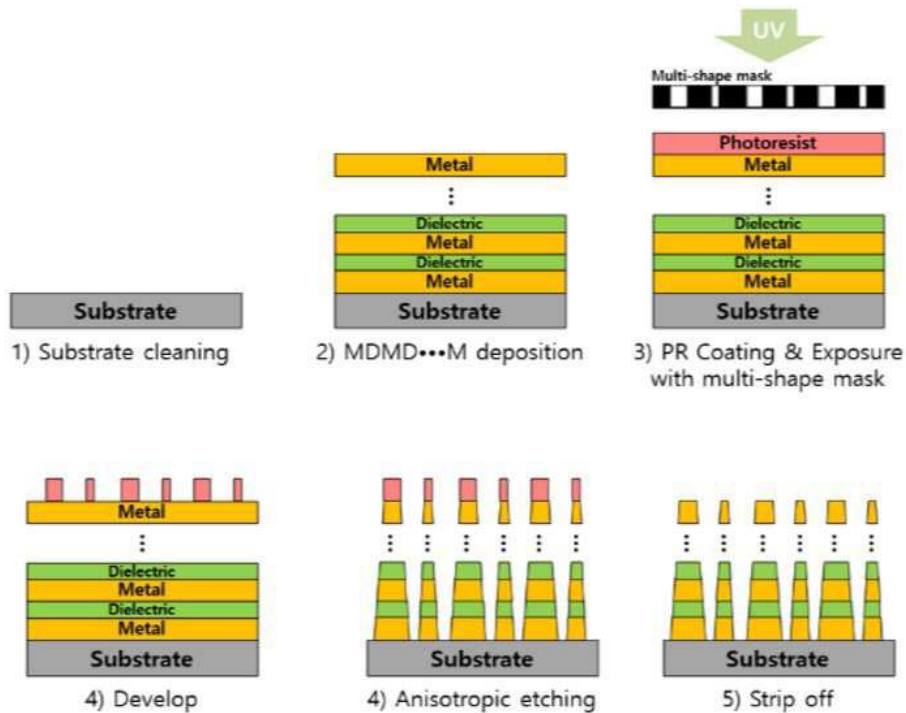 UV
Multi-shape mask
Photoresist
Metal
Metal
⋮
⋮
Dielectric
Dielectric
Metal
Metal
Dielectric
Dielectric
Metal
Metal
Substrate
Substrate
Substrate
1) Substrate cleaning
2) MDMD•••M deposition
3) PR Coating & Exposure
with multi-shape mask
Metal
⋮
Dielectric
Metal
Dielectric
Metal
Substrate
Substrate
Substrate
4) Develop
4) Anisotropic etching
5) Strip off